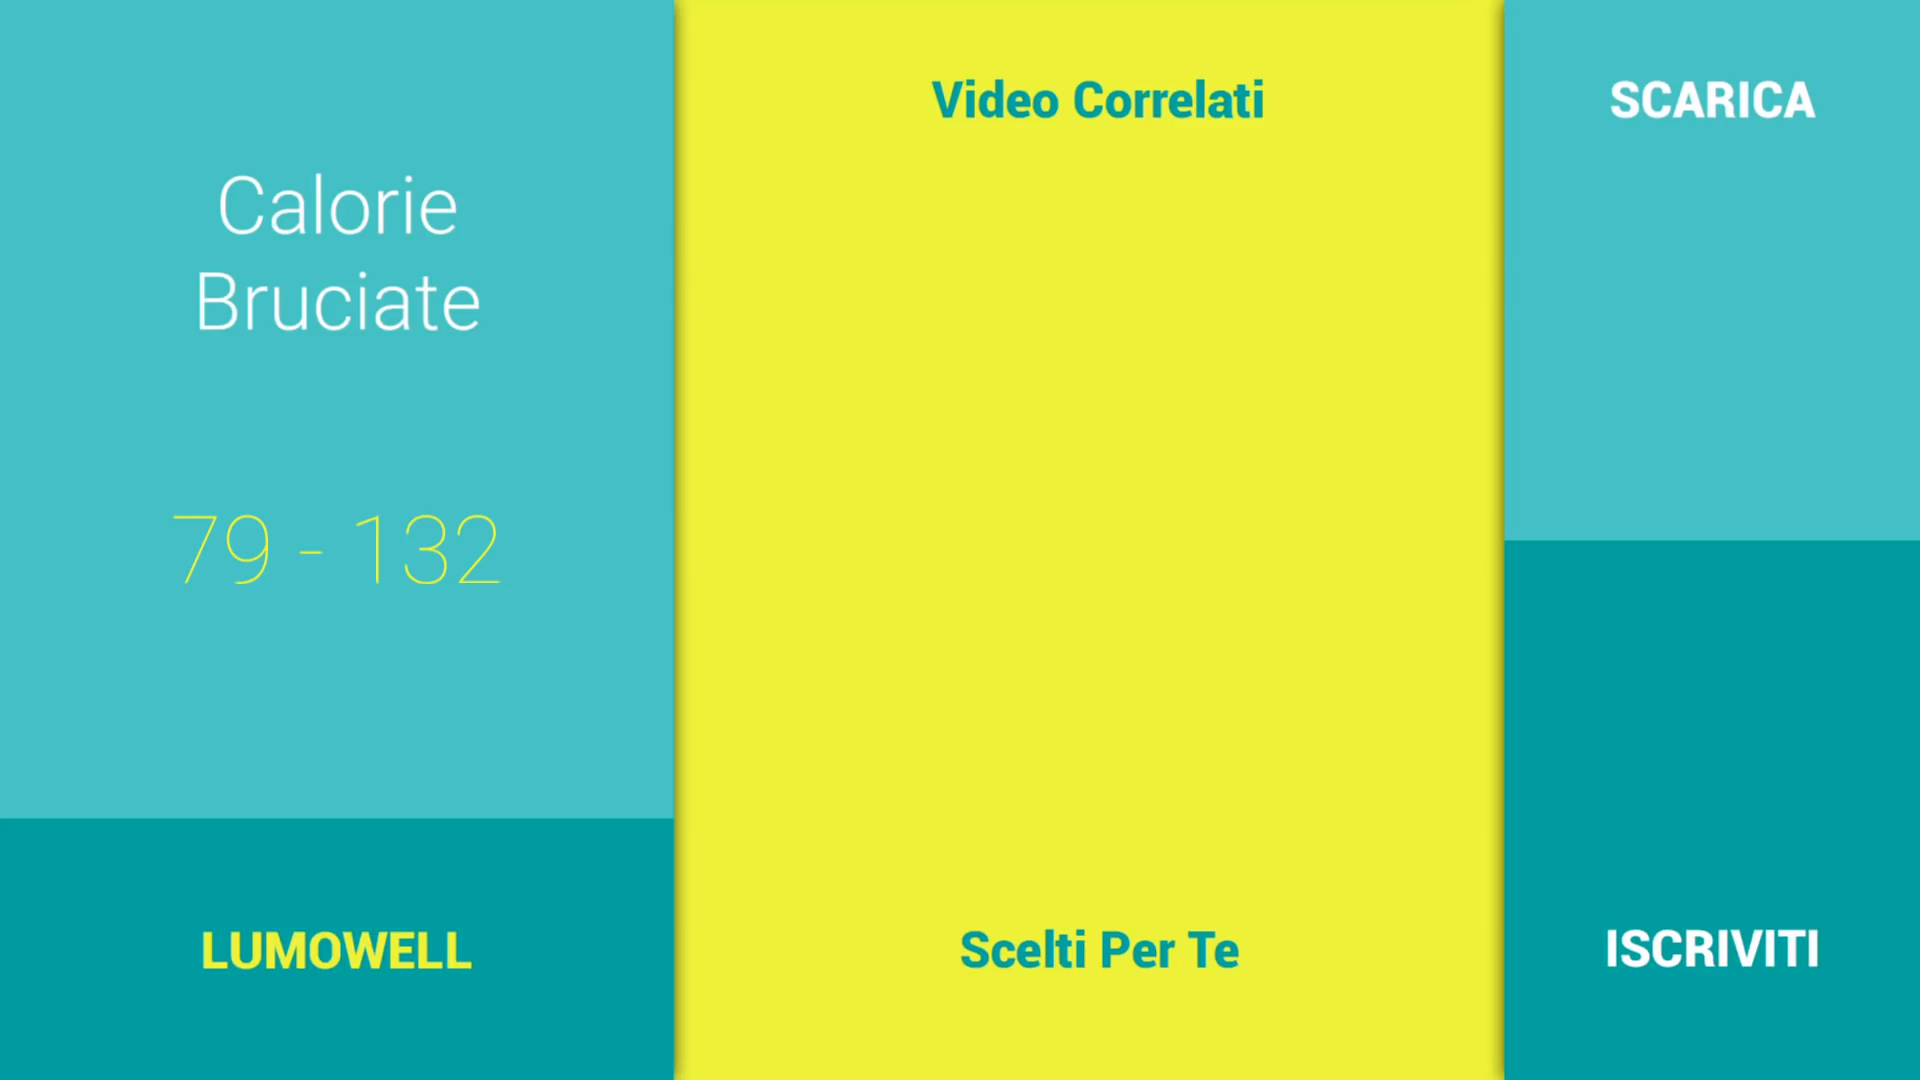 Calorie
Bruciate
79 - 132
LUMOWELL
Video Correlati
Scelti Per Te
SCARICA
ISCRIVITI